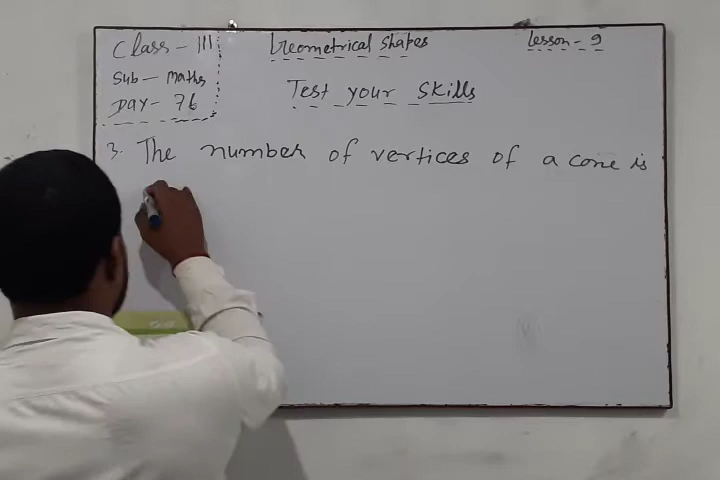 Class - III
Sub - Maths
Day - 76
Geometrical Shapes
Lesson - 9
Test your Skills
3. The number of vertices of a cone is